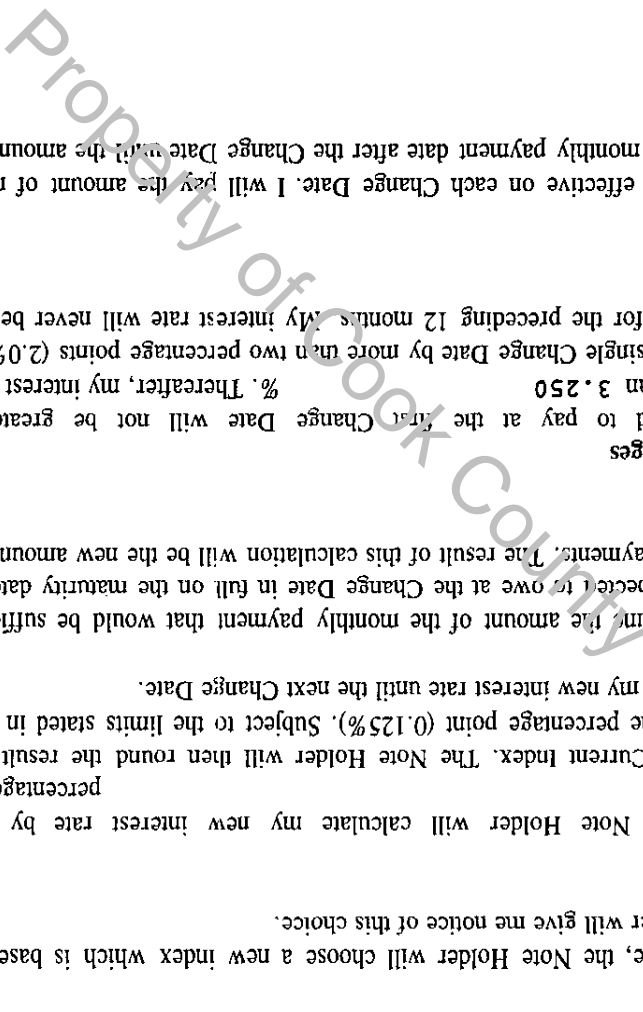 e, the Note Holder will choose a new index which is base
er will give me notice of this choice.
Note Holder will calculate my new interest rate by
percentage
Current Index. The Note Holder will then round the result
e percentage point (0.125%). Subject to the limits stated in
my new interest rate until the next Change Date.
ine the amount of the monthly payment that would be suffi
pected to owe at the Change Date in full on the maturity dat
ayments. The result of this calculation will be the new amoun
ges
d to pay at the first Change Date will not be greate
an 3.250 %. Thereafter, my interest
single Change Date by more than two percentage points (2.0%
for the preceding 12 months. My interest rate will never be
effective on each Change Date. I will pay the amount of
monthly payment date after the Change Date until the amoun
Property of Cook County